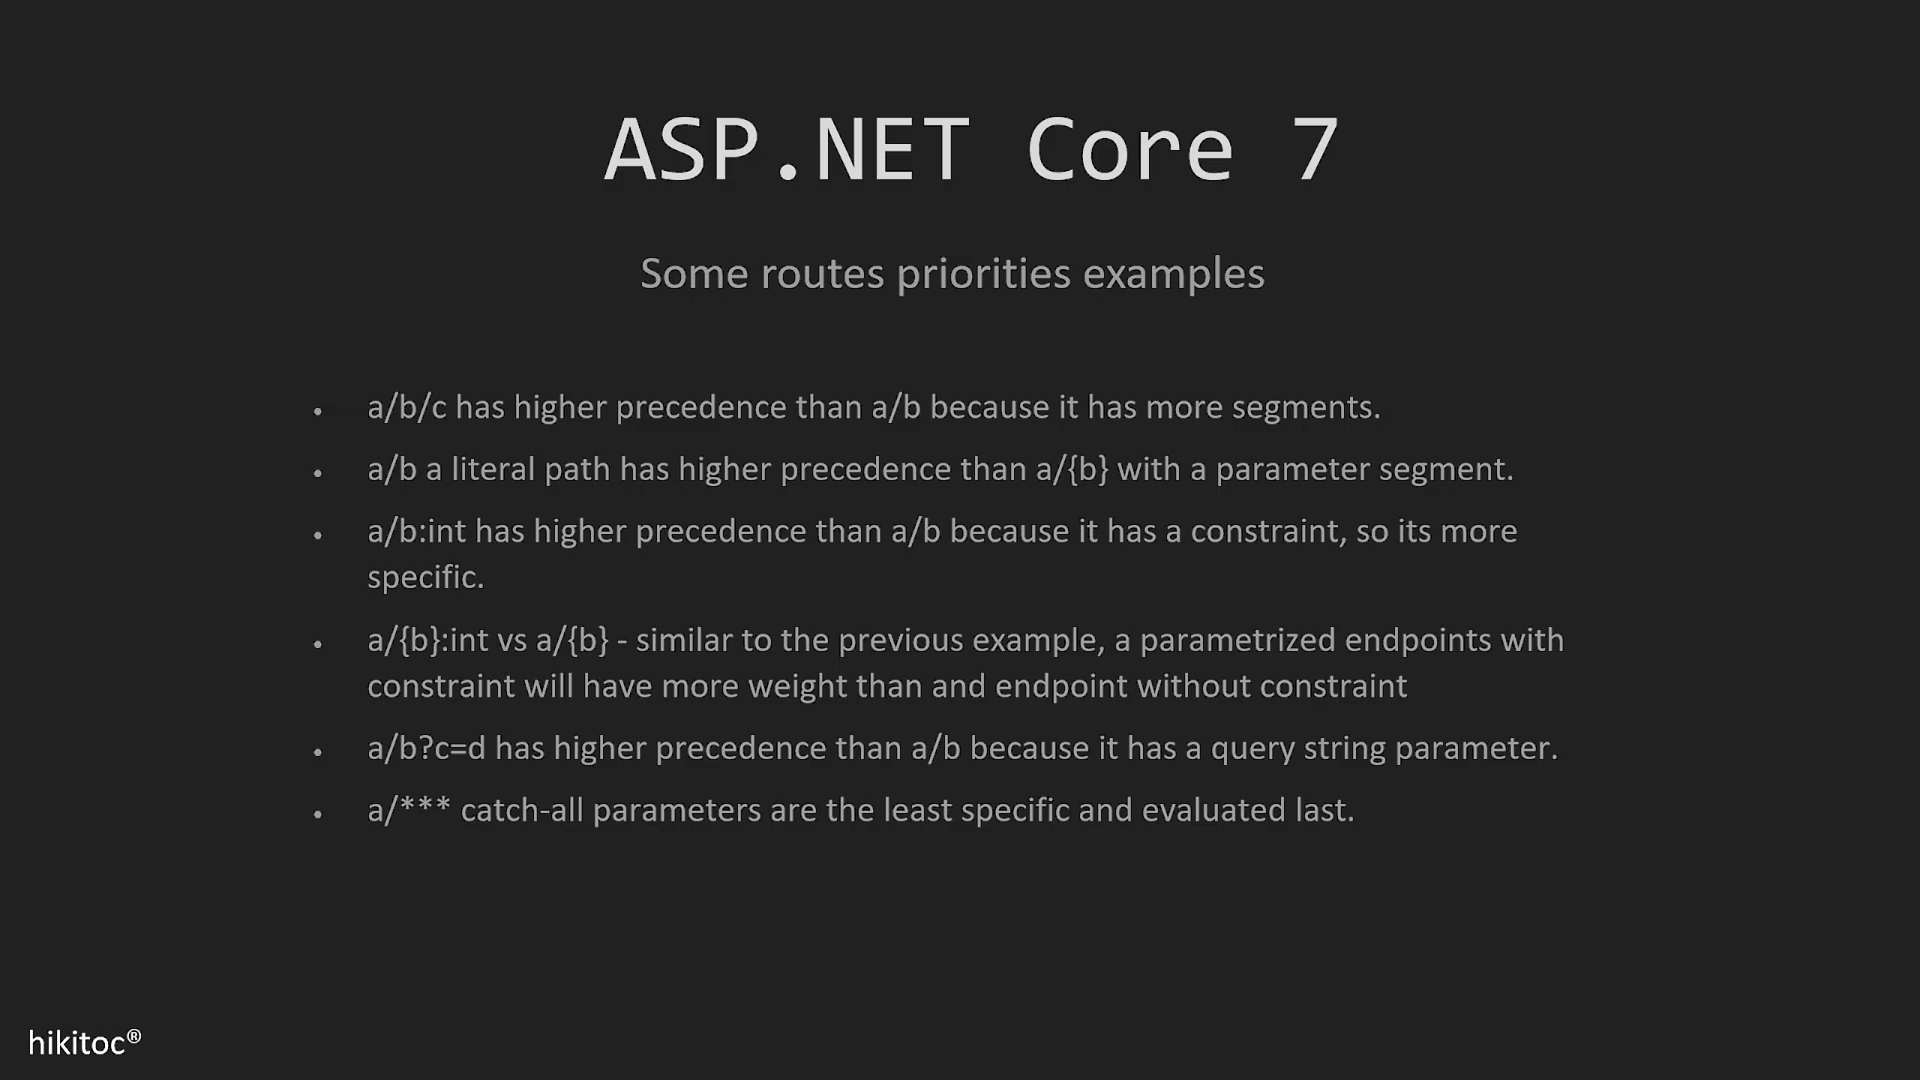 ASP.NET Core 7
Some routes priorities examples
• a/b/c has higher precedence than a/b because it has more segments.
• a/b a literal path has higher precedence than a/{b} with a parameter segment.
• a/b:int has higher precedence than a/b because it has a constraint, so its more
specific.
• a/{b}:int vs a/{b} - similar to the previous example, a parametrized endpoints with
constraint will have more weight than and endpoint without constraint
• a/b?c=d has higher precedence than a/b because it has a query string parameter.
• a/*** catch-all parameters are the least specific and evaluated last.
hikitoc®